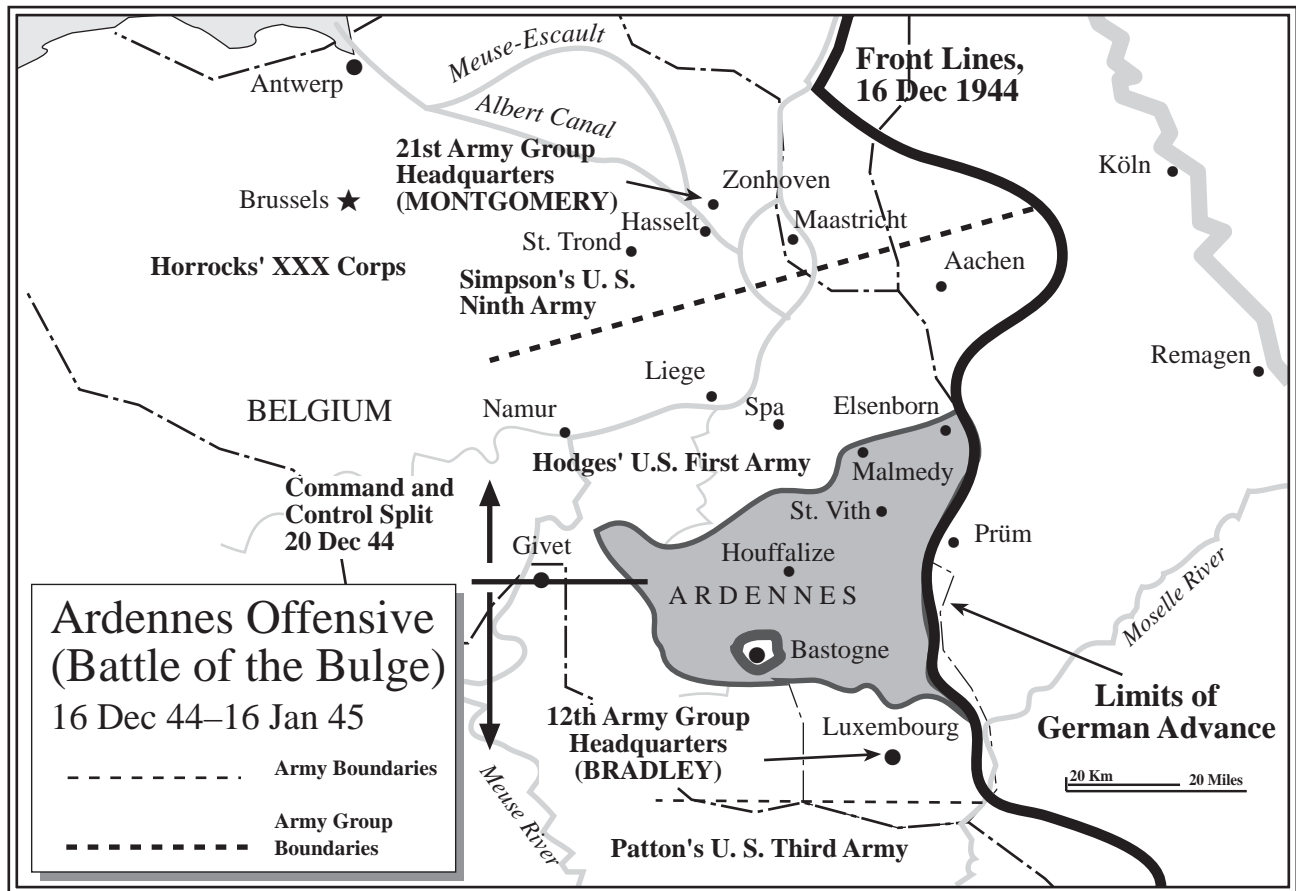 Meuse-Escault
Front Lines,
16 Dec 1944
Antwerp
Albert Canal
21st Army Group
Headquarters
(MONTGOMERY)
Zonhoven
Köln
Brussels
Hasselt
Maastricht
St. Trond
Horrocks' XXX Corps
Simpson's U. S.
Ninth Army
Aachen
Remagen
Liege
BELGIUM
Namur
Spa
Elsenborn
Hodges' U.S. First Army
Malmedy
Command and
Control Split
20 Dec 44
St. Vith
Givet
Houffalize
Prüm
ARDENNES
Moselle River
Ardennes Offensive
(Battle of the Bulge)
16 Dec 44–16 Jan 45
Army Boundaries
Army Group
Boundaries
Bastogne
Limits of
German Advance
12th Army Group
Headquarters
(BRADLEY)
Luxembourg
20 Km 20 Miles
Meuse River
Patton's U. S. Third Army